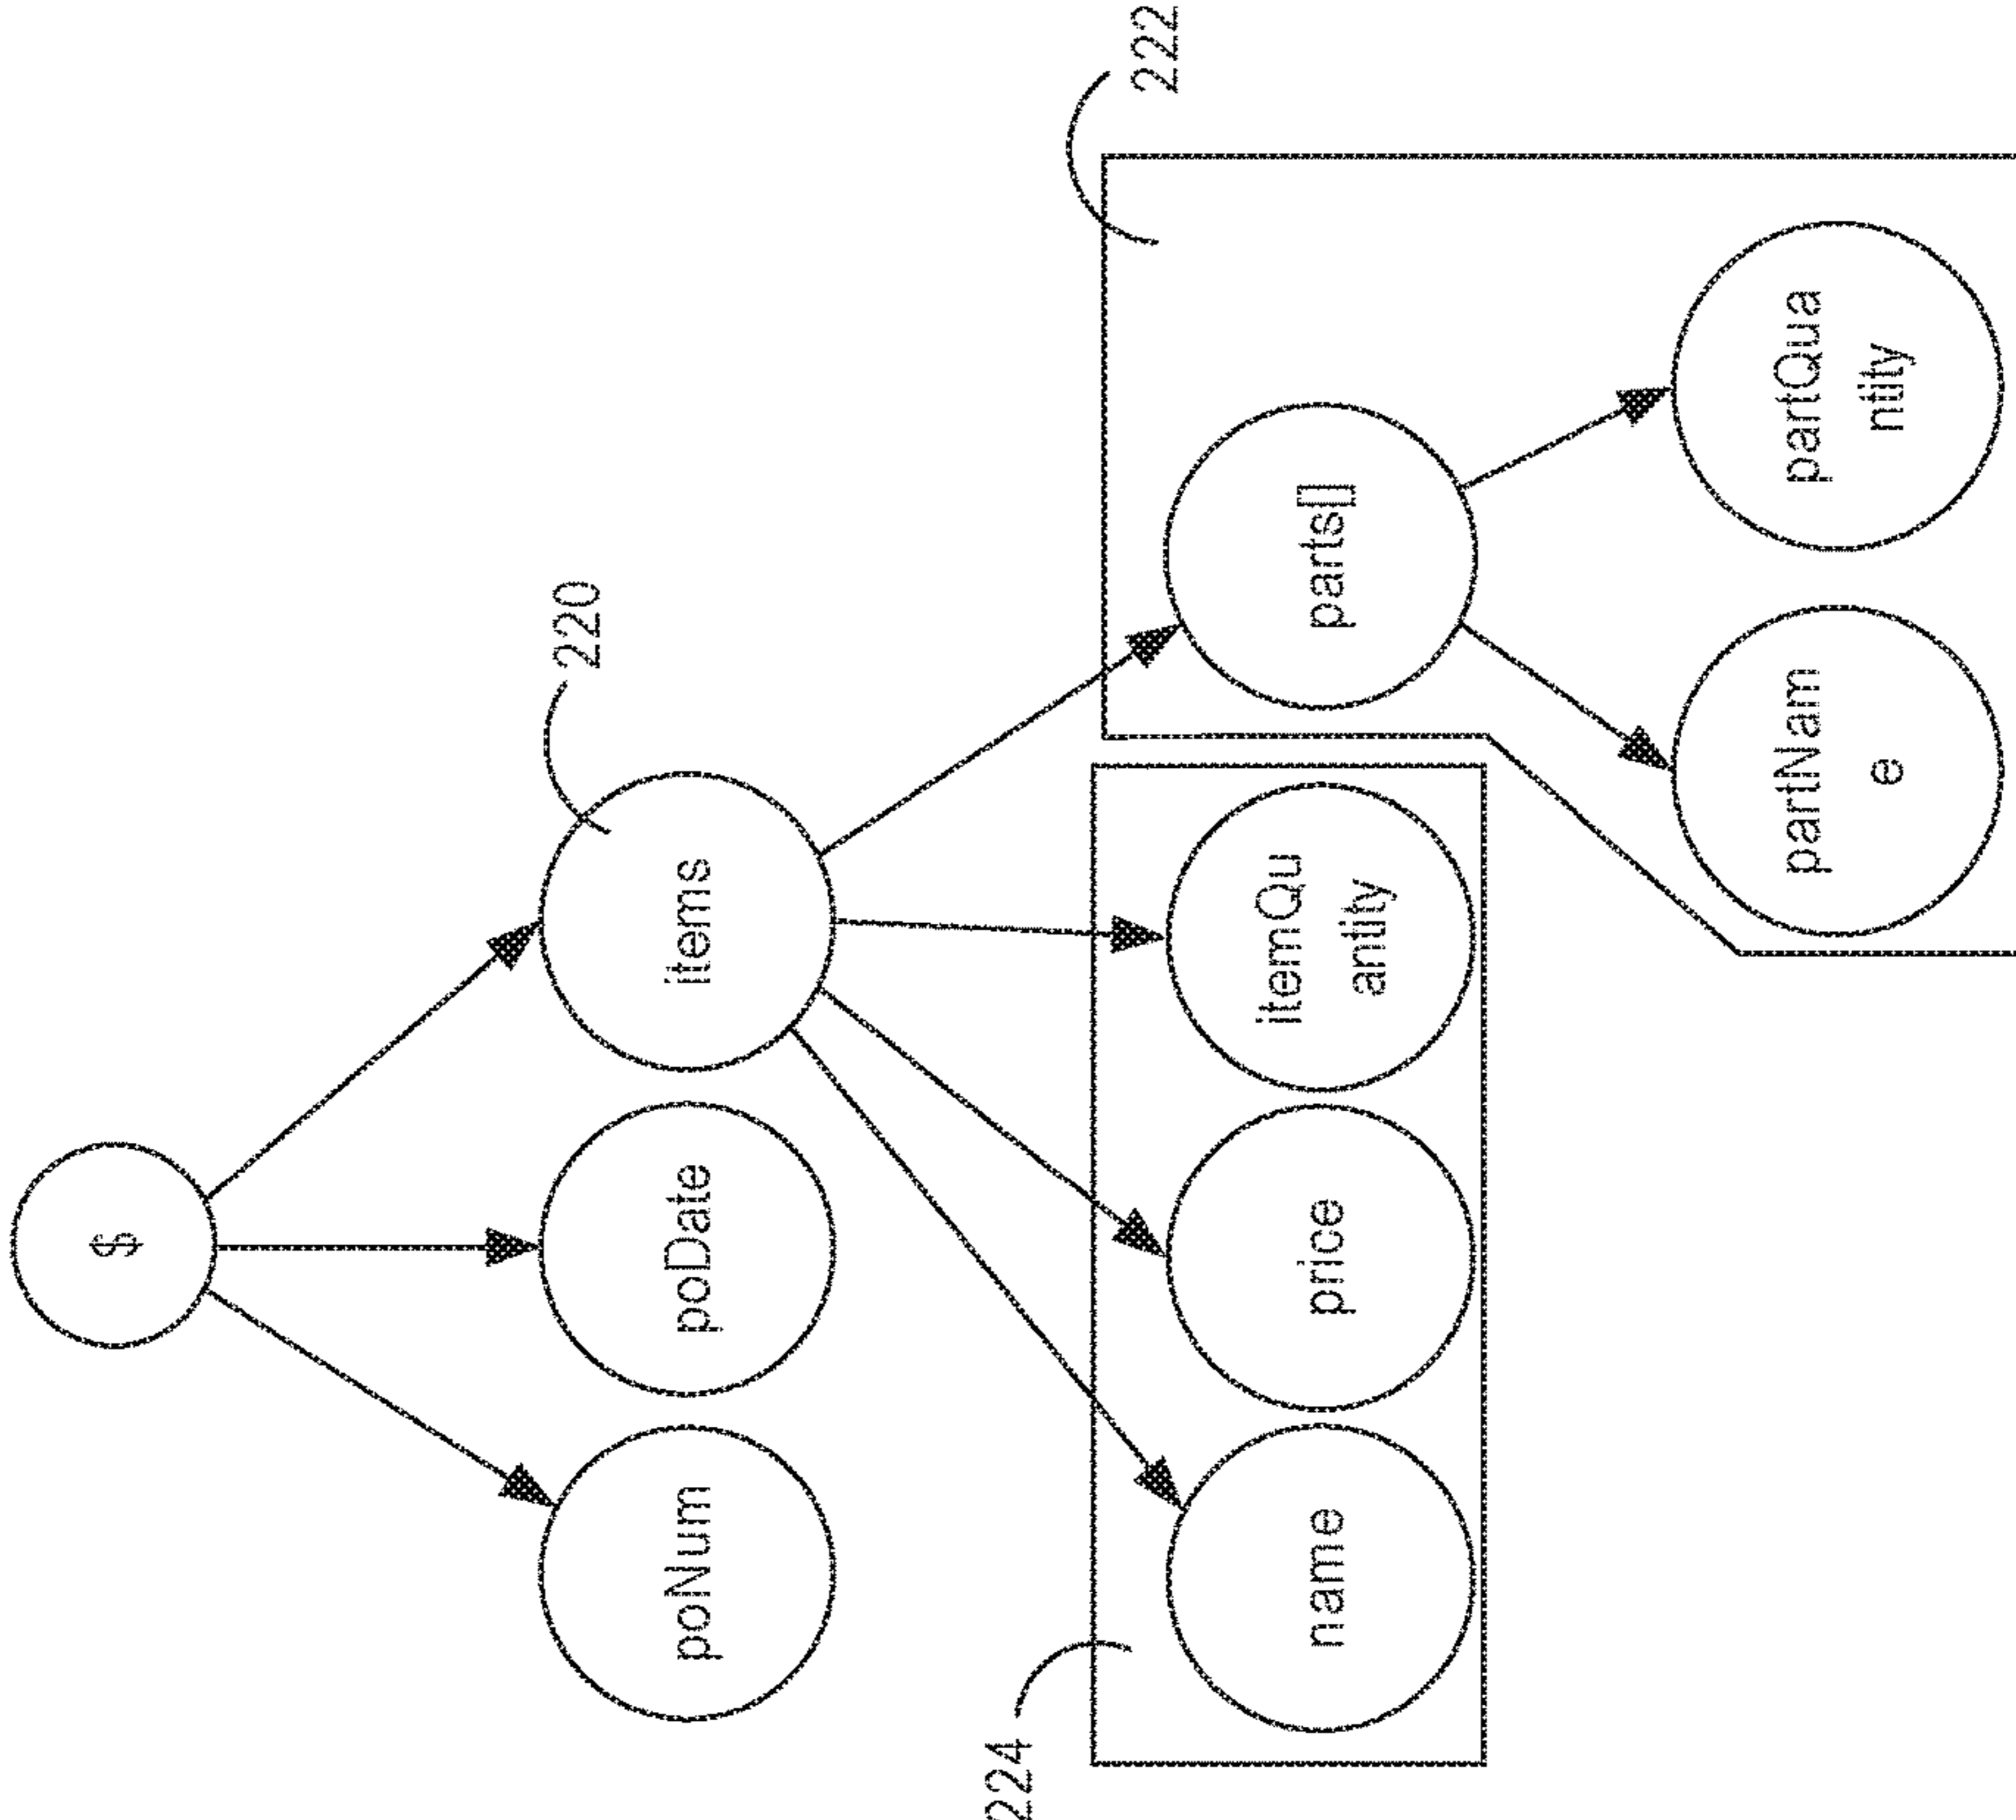 $
poNum
poDate
items
220
224
name
price
itemQu
antity
parts[]
222
partNam
e
partQua
ntity